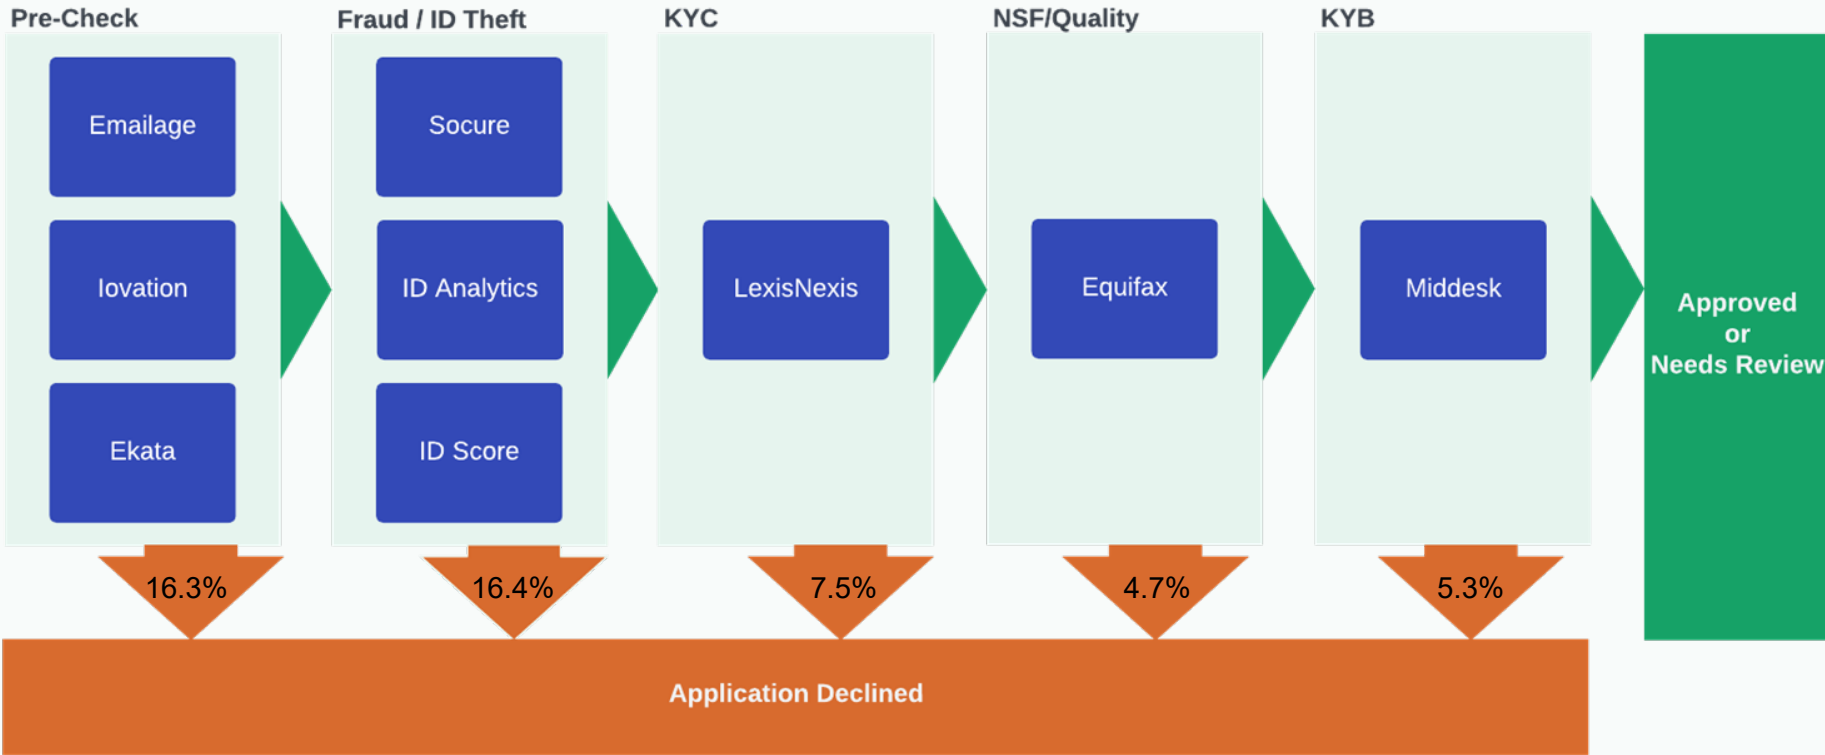 Pre-Check
Fraud / ID Theft
KYC
NSF/Quality
KYB
Emailage
Socure
Iovation
ID Analytics
LexisNexis
Equifax
Middesk
Ekata
ID Score
Approved
or
Needs Review
16.3%
16.4%
7.5%
4.7%
5.3%
Application Declined